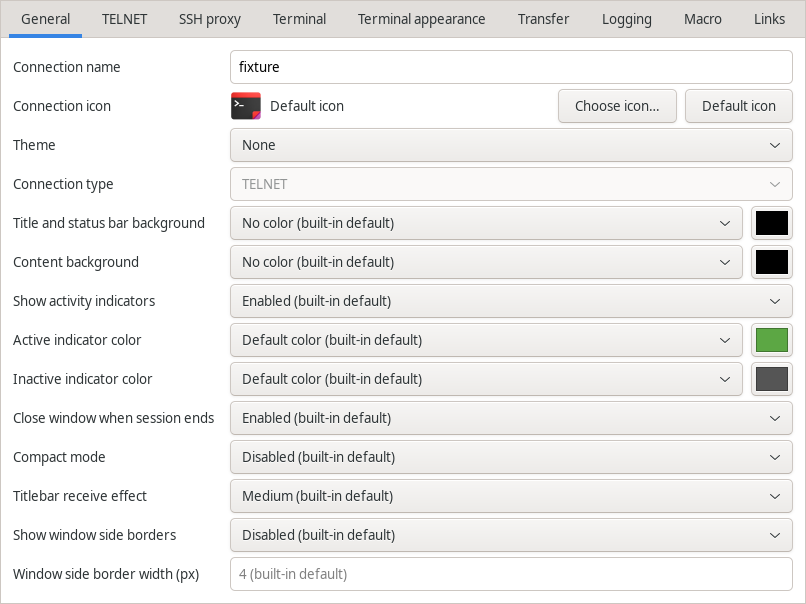 General TELNET SSH proxy Terminal Terminal appearance Transfer Logging Macro Links
Connection name fixture
Connection icon >_ Default icon Choose icon... Default icon
Theme None
Connection type TELNET
Title and status bar background No color (built-in default)
Content background No color (built-in default)
Show activity indicators Enabled (built-in default)
Active indicator color Default color (built-in default)
Inactive indicator color Default color (built-in default)
Close window when session ends Enabled (built-in default)
Compact mode Disabled (built-in default)
Titlebar receive effect Medium (built-in default)
Show window side borders Disabled (built-in default)
Window side border width (px) 4 (built-in default)